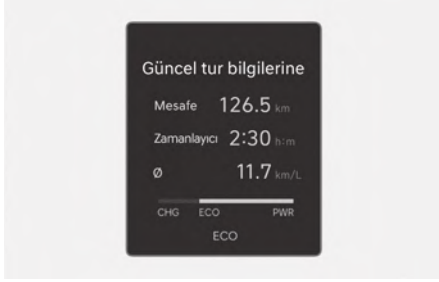 Güncel tur bilgilerine
Mesafe 126.5 km
Zamanlayıcı 2:30 h:m
Ø 11.7 km/L
CHG ECO PWR
ECO